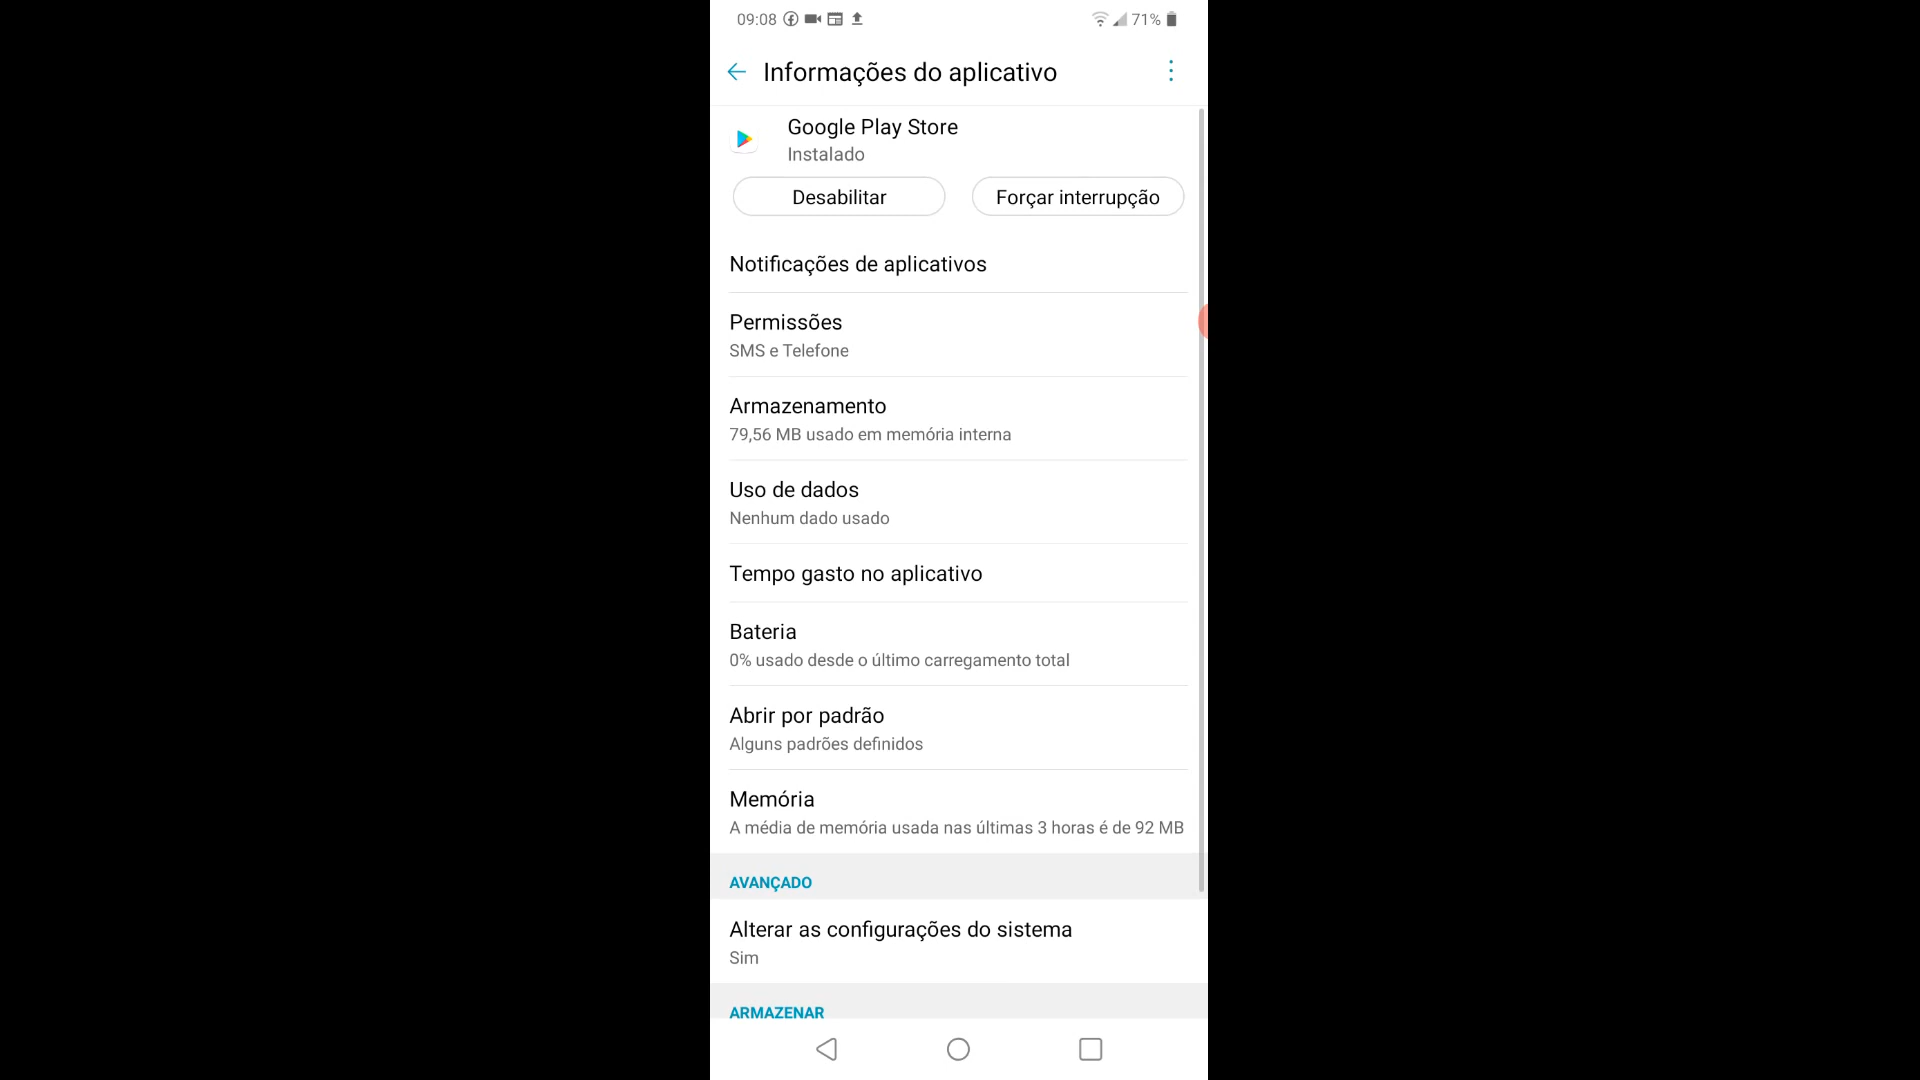 09:08 71%
Informações do aplicativo
Google Play Store
Instalado
Desabilitar Forçar interrupção
Notificações de aplicativos
Permissões
SMS e Telefone
Armazenamento
79,56 MB usado em memória interna
Uso de dados
Nenhum dado usado
Tempo gasto no aplicativo
Bateria
0% usado desde o último carregamento total
Abrir por padrão
Alguns padrões definidos
Memória
A média de memória usada nas últimas 3 horas é de 92 MB
AVANÇADO
Alterar as configurações do sistema
Sim
ARMAZENAR